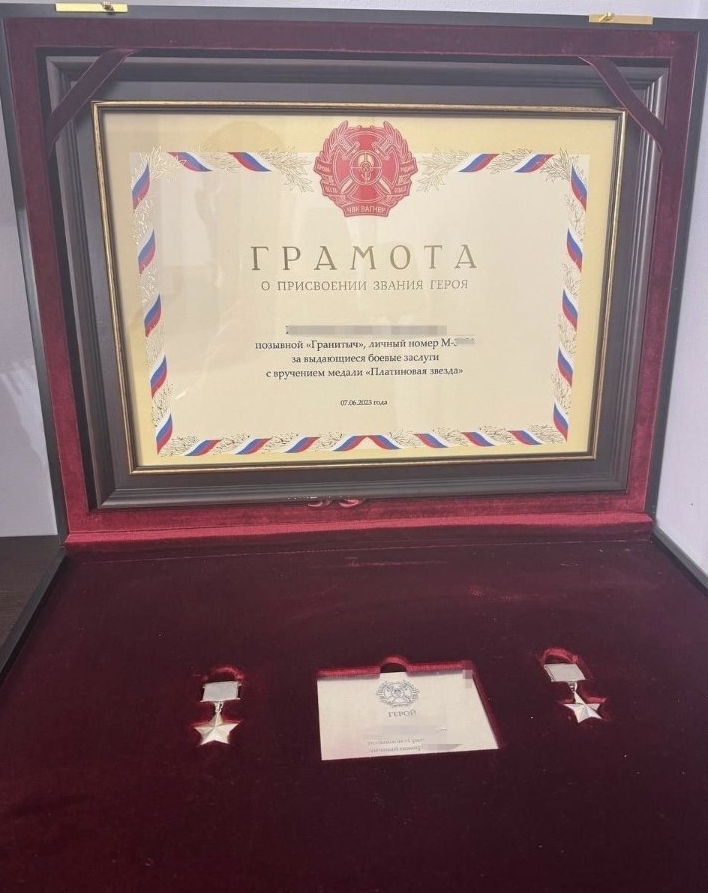 ЧВК ВАГНЕР
ГРАМОТА
О ПРИСВОЕНИИ ЗВАНИЯ ГЕРОЯ
позывной «Гранитыч», личный номер М-
за выдающиеся боевые заслуги
с вручением медали «Платиновая звезда»
07.06.2023 года
ГЕРОЙ